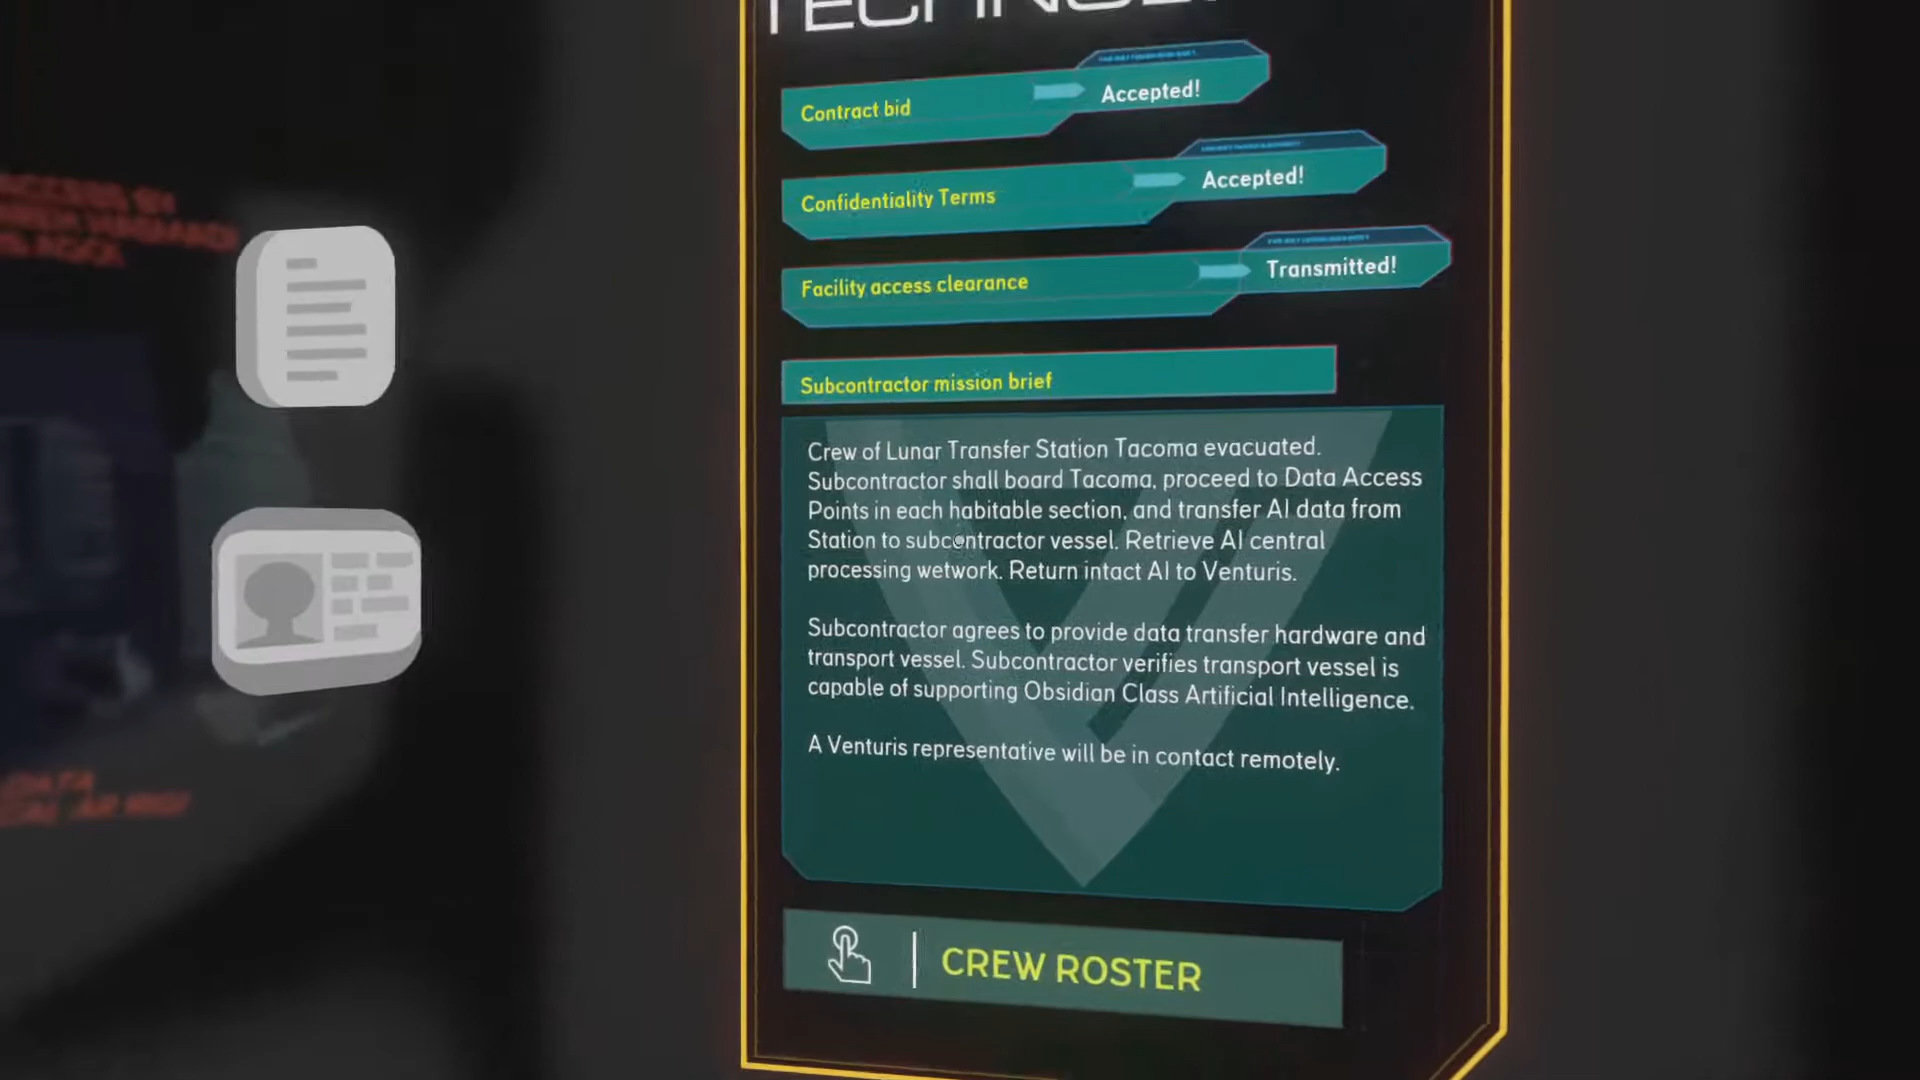 Contract bid
Accepted!
Confidentiality Terms
Accepted!
Facility access clearance
Transmitted!
Subcontractor mission brief
Crew of Lunar Transfer Station Tacoma evacuated.
Subcontractor shall board Tacoma, proceed to Data Access
Points in each habitable section, and transfer AI data from
Station to subcontractor vessel. Retrieve AI central
processing wetwork. Return intact AI to Venturis.
Subcontractor agrees to provide data transfer hardware and
transport vessel. Subcontractor verifies transport vessel is
capable of supporting Obsidian Class Artificial Intelligence.
A Venturis representative will be in contact remotely.
CREW ROSTER